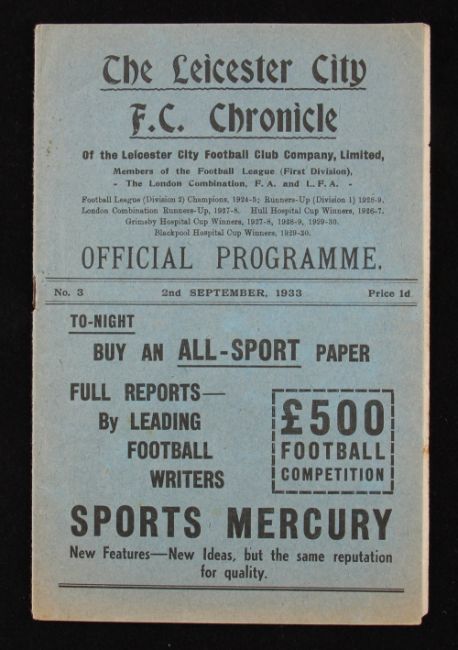 The Leicester City
F.C. Chronicle
Of the Leicester City Football Club Company, Limited,
Members of the Football League (First Division),
- The London Combination, F.A. and L.F.A. -
Football League (Division 2) Champions, 1924-5; Runners-Up (Division 1) 1928-9.
London Combination Runners-Up, 1927-8. Hull Hospital Cup Winners, 1926-7.
Grimsby Hospital Cup Winners, 1927-8, 1928-9, 1929-30.
Blackpool Hospital Cup Winners, 1929-30.
OFFICIAL PROGRAMME.
No. 3 2nd SEPTEMBER, 1933 Price 1d
TO-NIGHT
BUY AN ALL-SPORT PAPER
FULL REPORTS—
By LEADING
FOOTBALL
WRITERS
£500
FOOTBALL
COMPETITION
SPORTS MERCURY
New Features—New Ideas, but the same reputation
for quality.